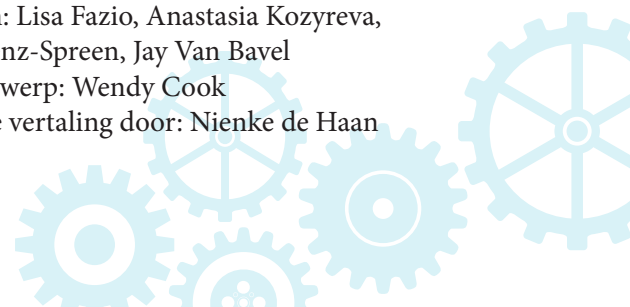 : Lisa Fazio, Anastasia Kozyreva,
nz-Spreen, Jay Van Bavel
werp: Wendy Cook
vertaling door: Nienke de Haan